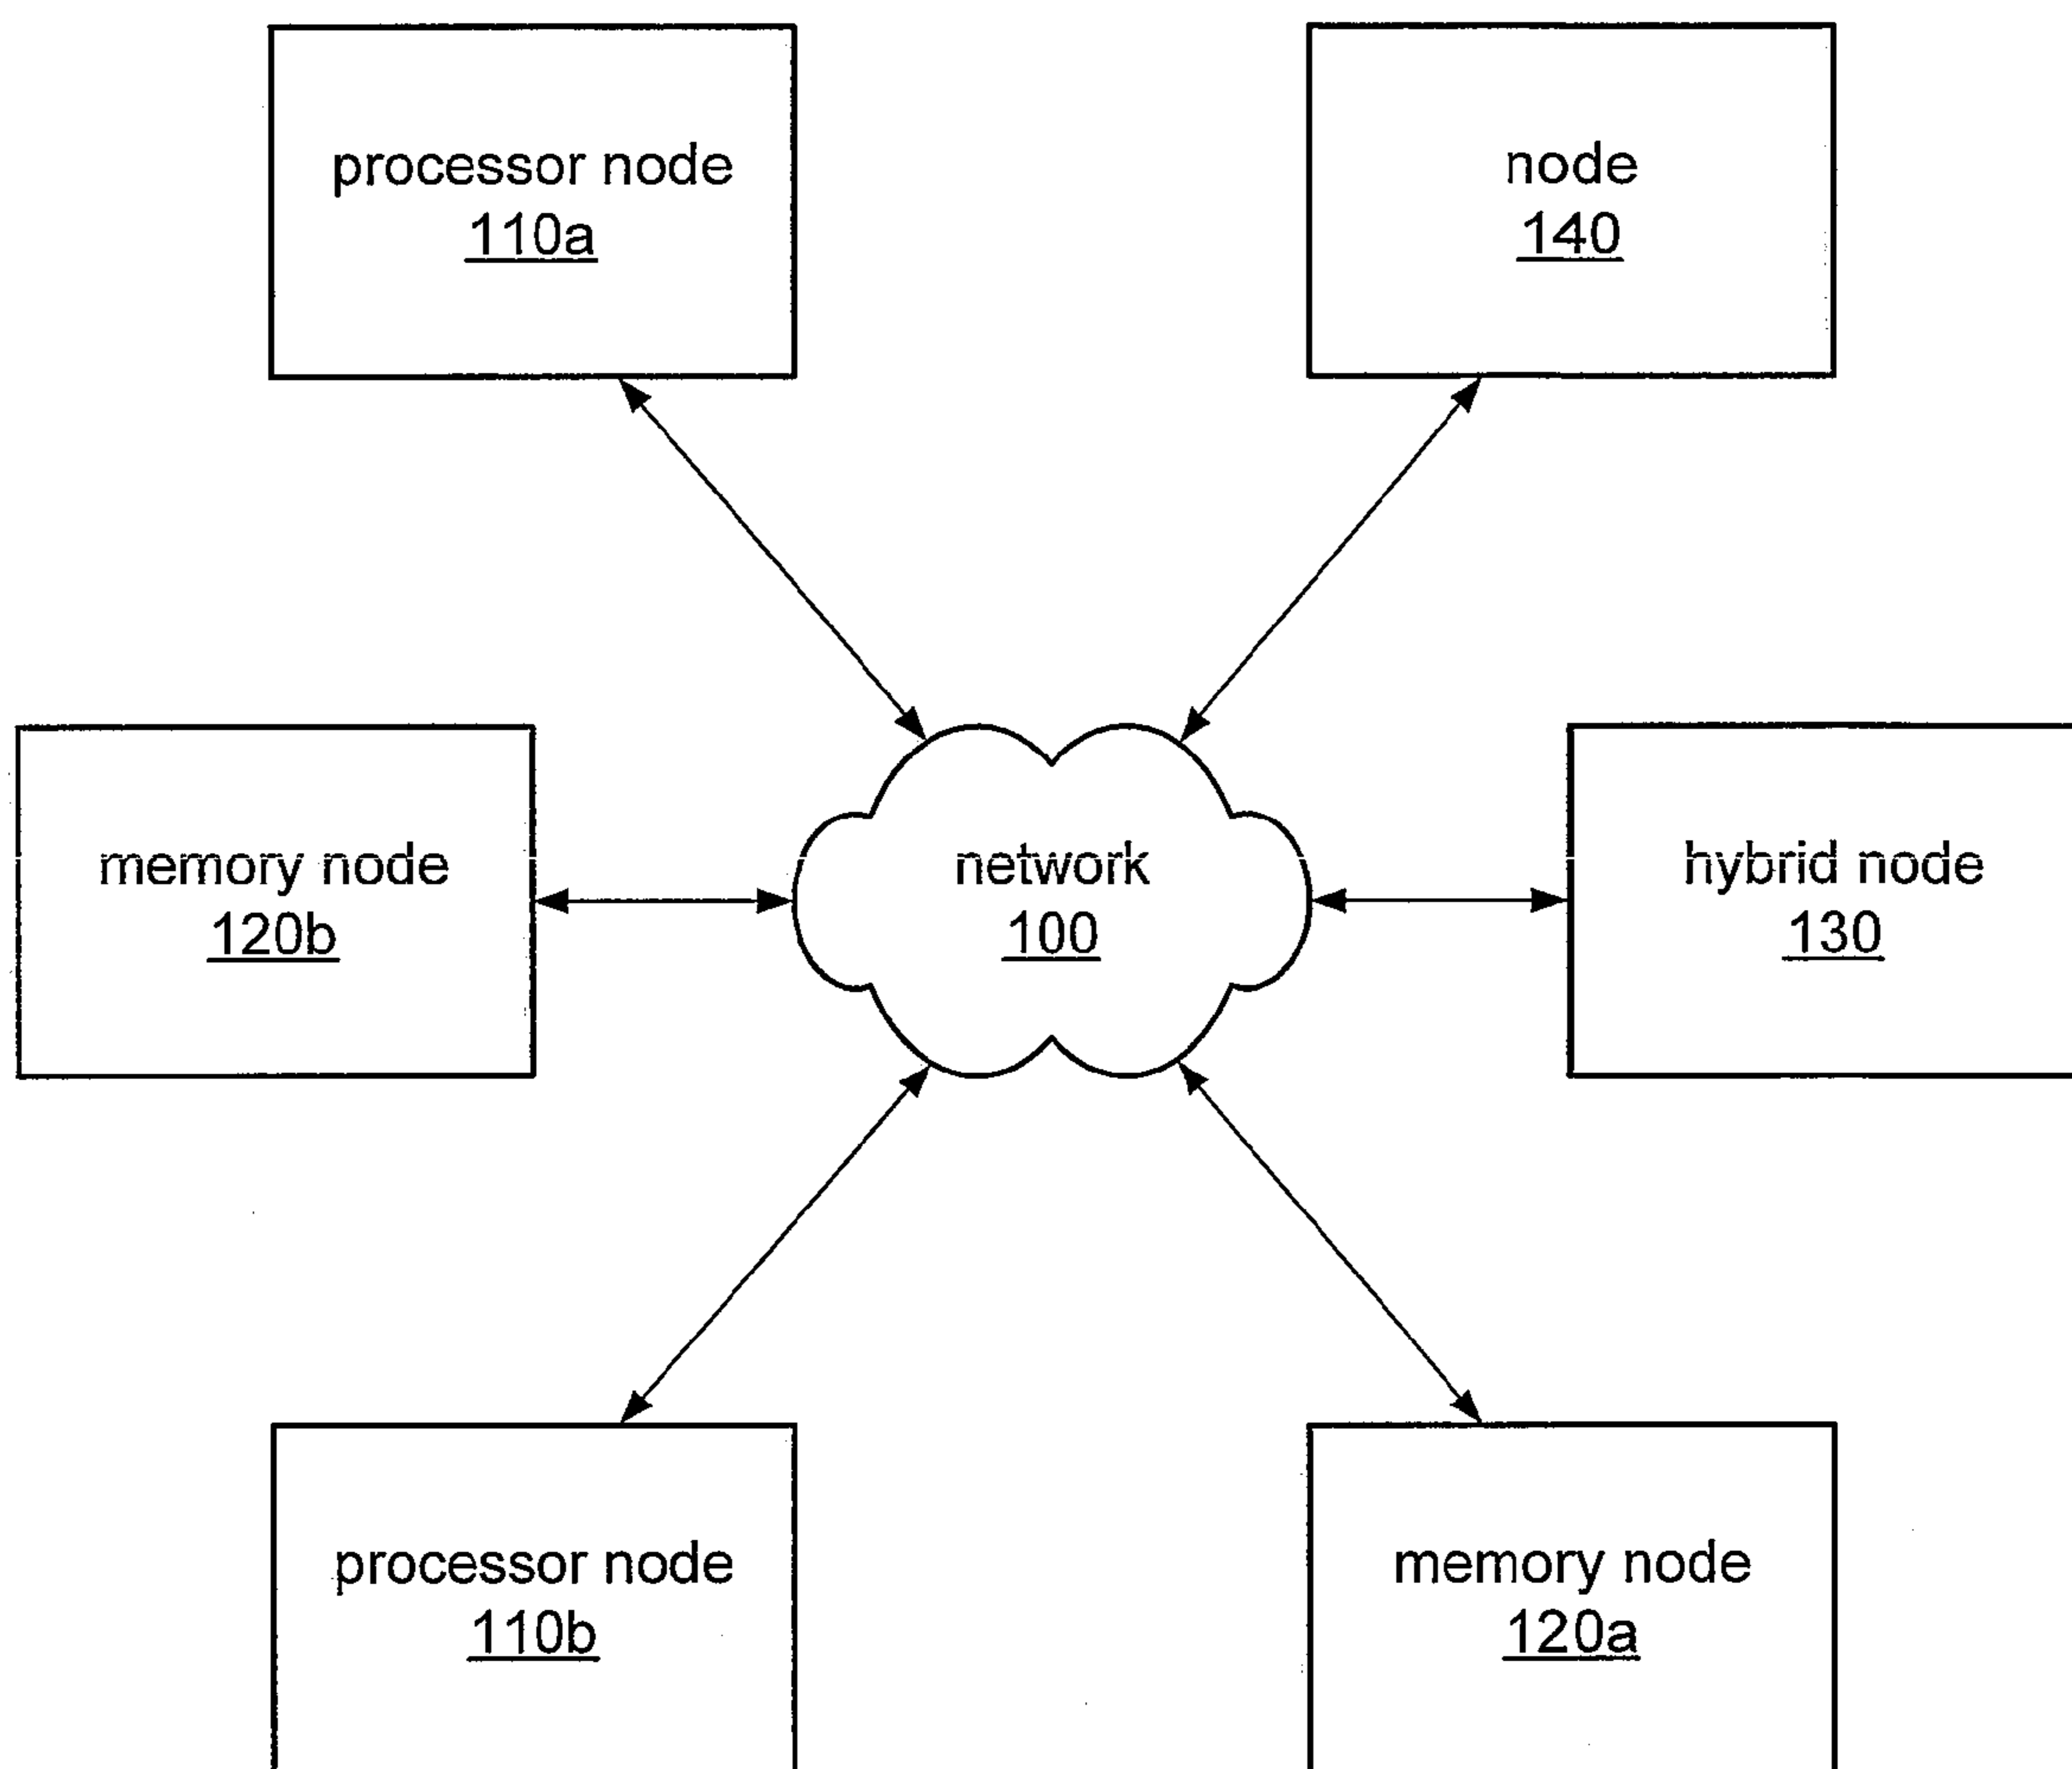 processor node
110a
node
140
memory node
120b
network
100
hybrid node
130
processor node
110b
memory node
120a